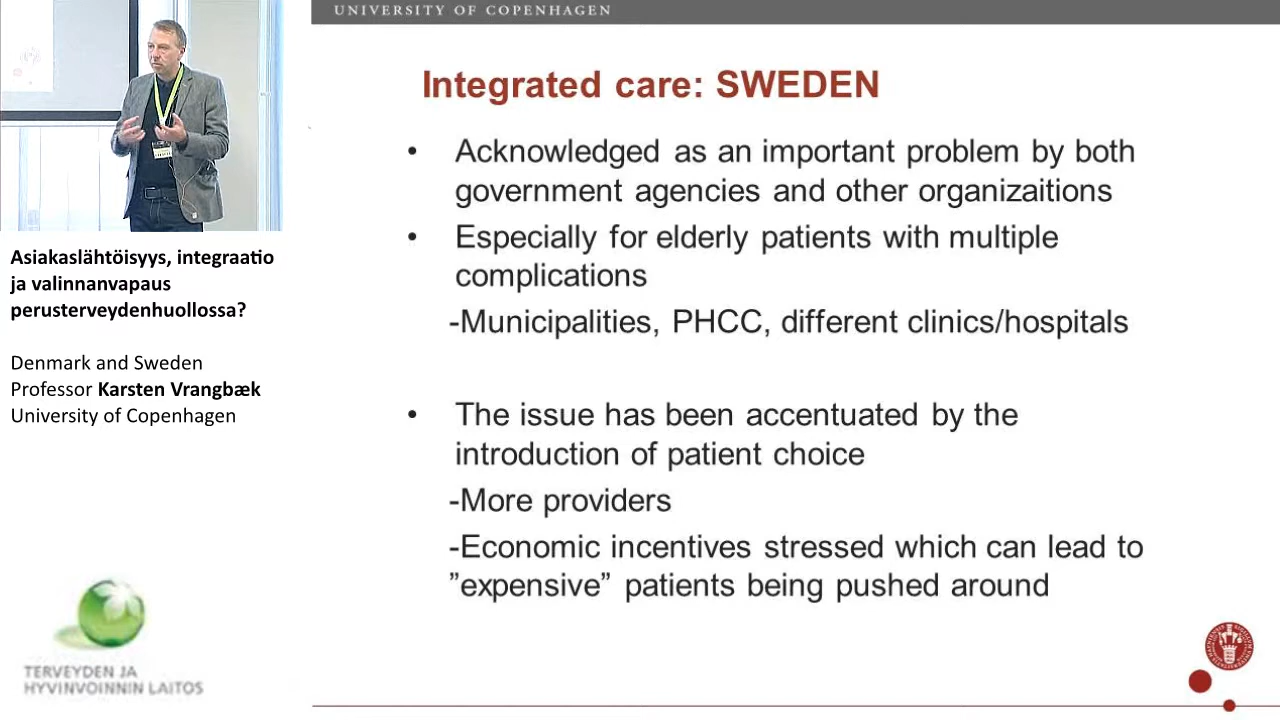 UNIVERSITY OF COPENHAGEN
Integrated care: SWEDEN
• Acknowledged as an important problem by both
government agencies and other organizaitions
• Especially for elderly patients with multiple
complications
-Municipalities, PHCC, different clinics/hospitals
• The issue has been accentuated by the
introduction of patient choice
-More providers
-Economic incentives stressed which can lead to
”expensive” patients being pushed around
Asiakaslähtöisyys, integraatio
ja valinnanvapaus
perusterveydenhuollossa?
Denmark and Sweden
Professor Karsten Vrangbæk
University of Copenhagen
TERVEYDEN JA
HYVINVOINNIN LAITOS